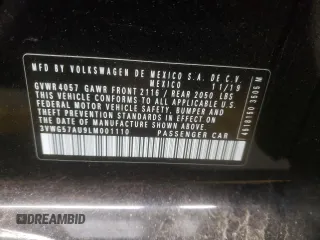 MFD. BY VOLKSWAGEN DE MEXICO S.A. DE C.V.
MEXICO 11/19
GVWR4057 GAWR FRONT 2116 / REAR 2050 LBS
THIS VEHICLE CONFORMS TO ALL APPLICABLE
FEDERAL MOTOR VEHICLE SAFETY, BUMPER AND
THEFT PREVENTION STANDARDS IN EFFECT ON THE
DATE OF MANUFACTURE SHOWN ABOVE
3VWG57AU9LM001110 PASSENGER CAR
DREAMBID